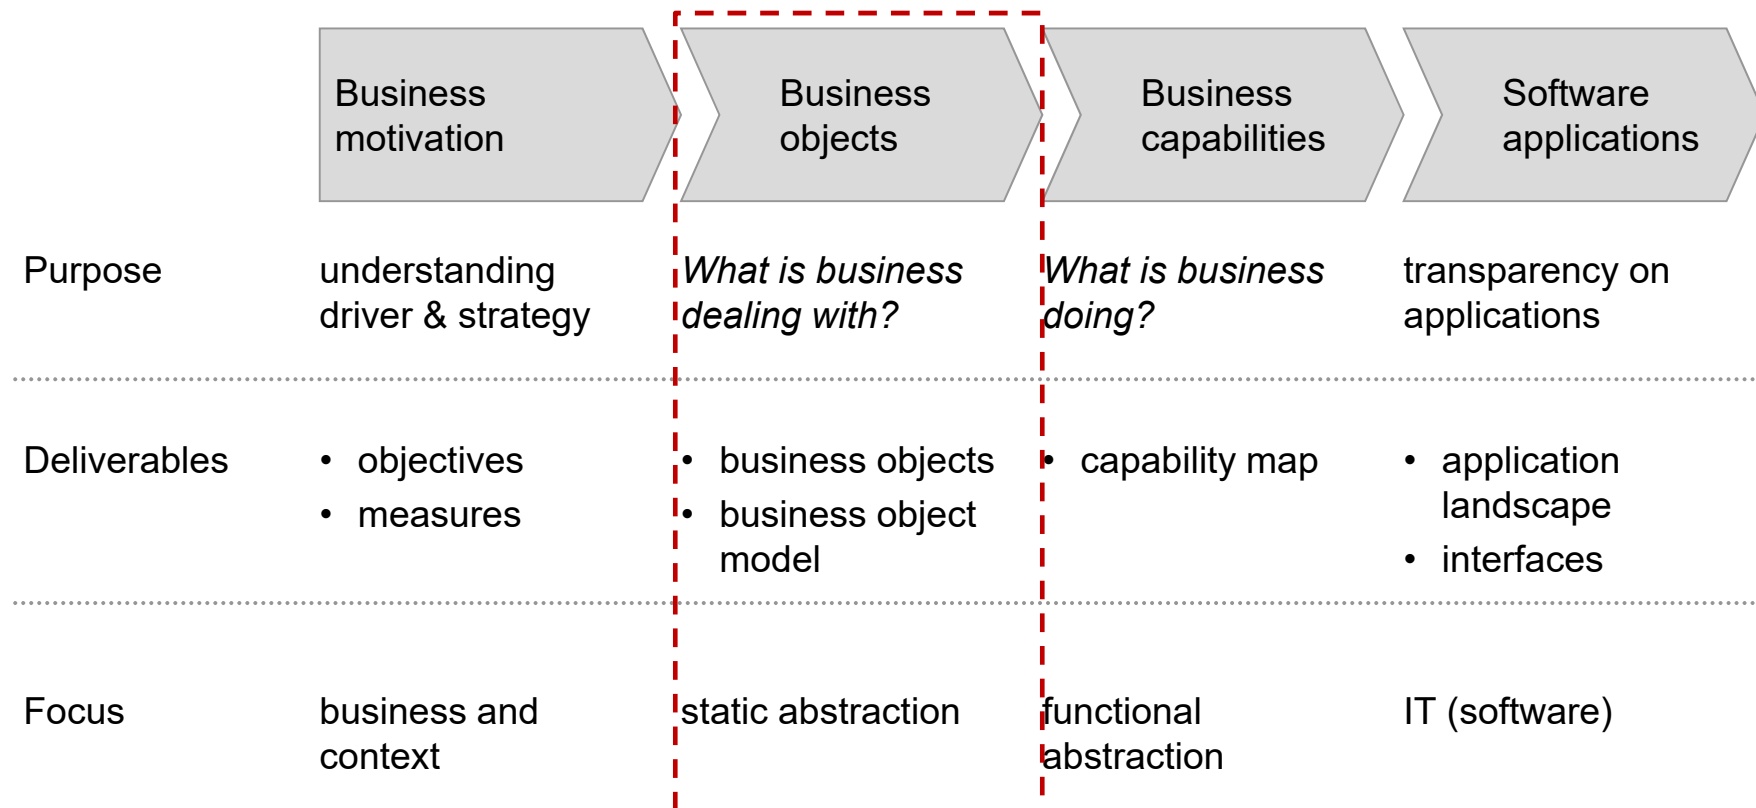 Business
motivation
Business
objects
Business
capabilities
Software
applications
Purpose
understanding
driver & strategy
What is business
dealing with?
What is business
doing?
transparency on
applications
Deliverables
• objectives
• measures
• business objects
• business object
model
• capability map
• application
landscape
• interfaces
Focus
business and
context
static abstraction
functional
abstraction
IT (software)